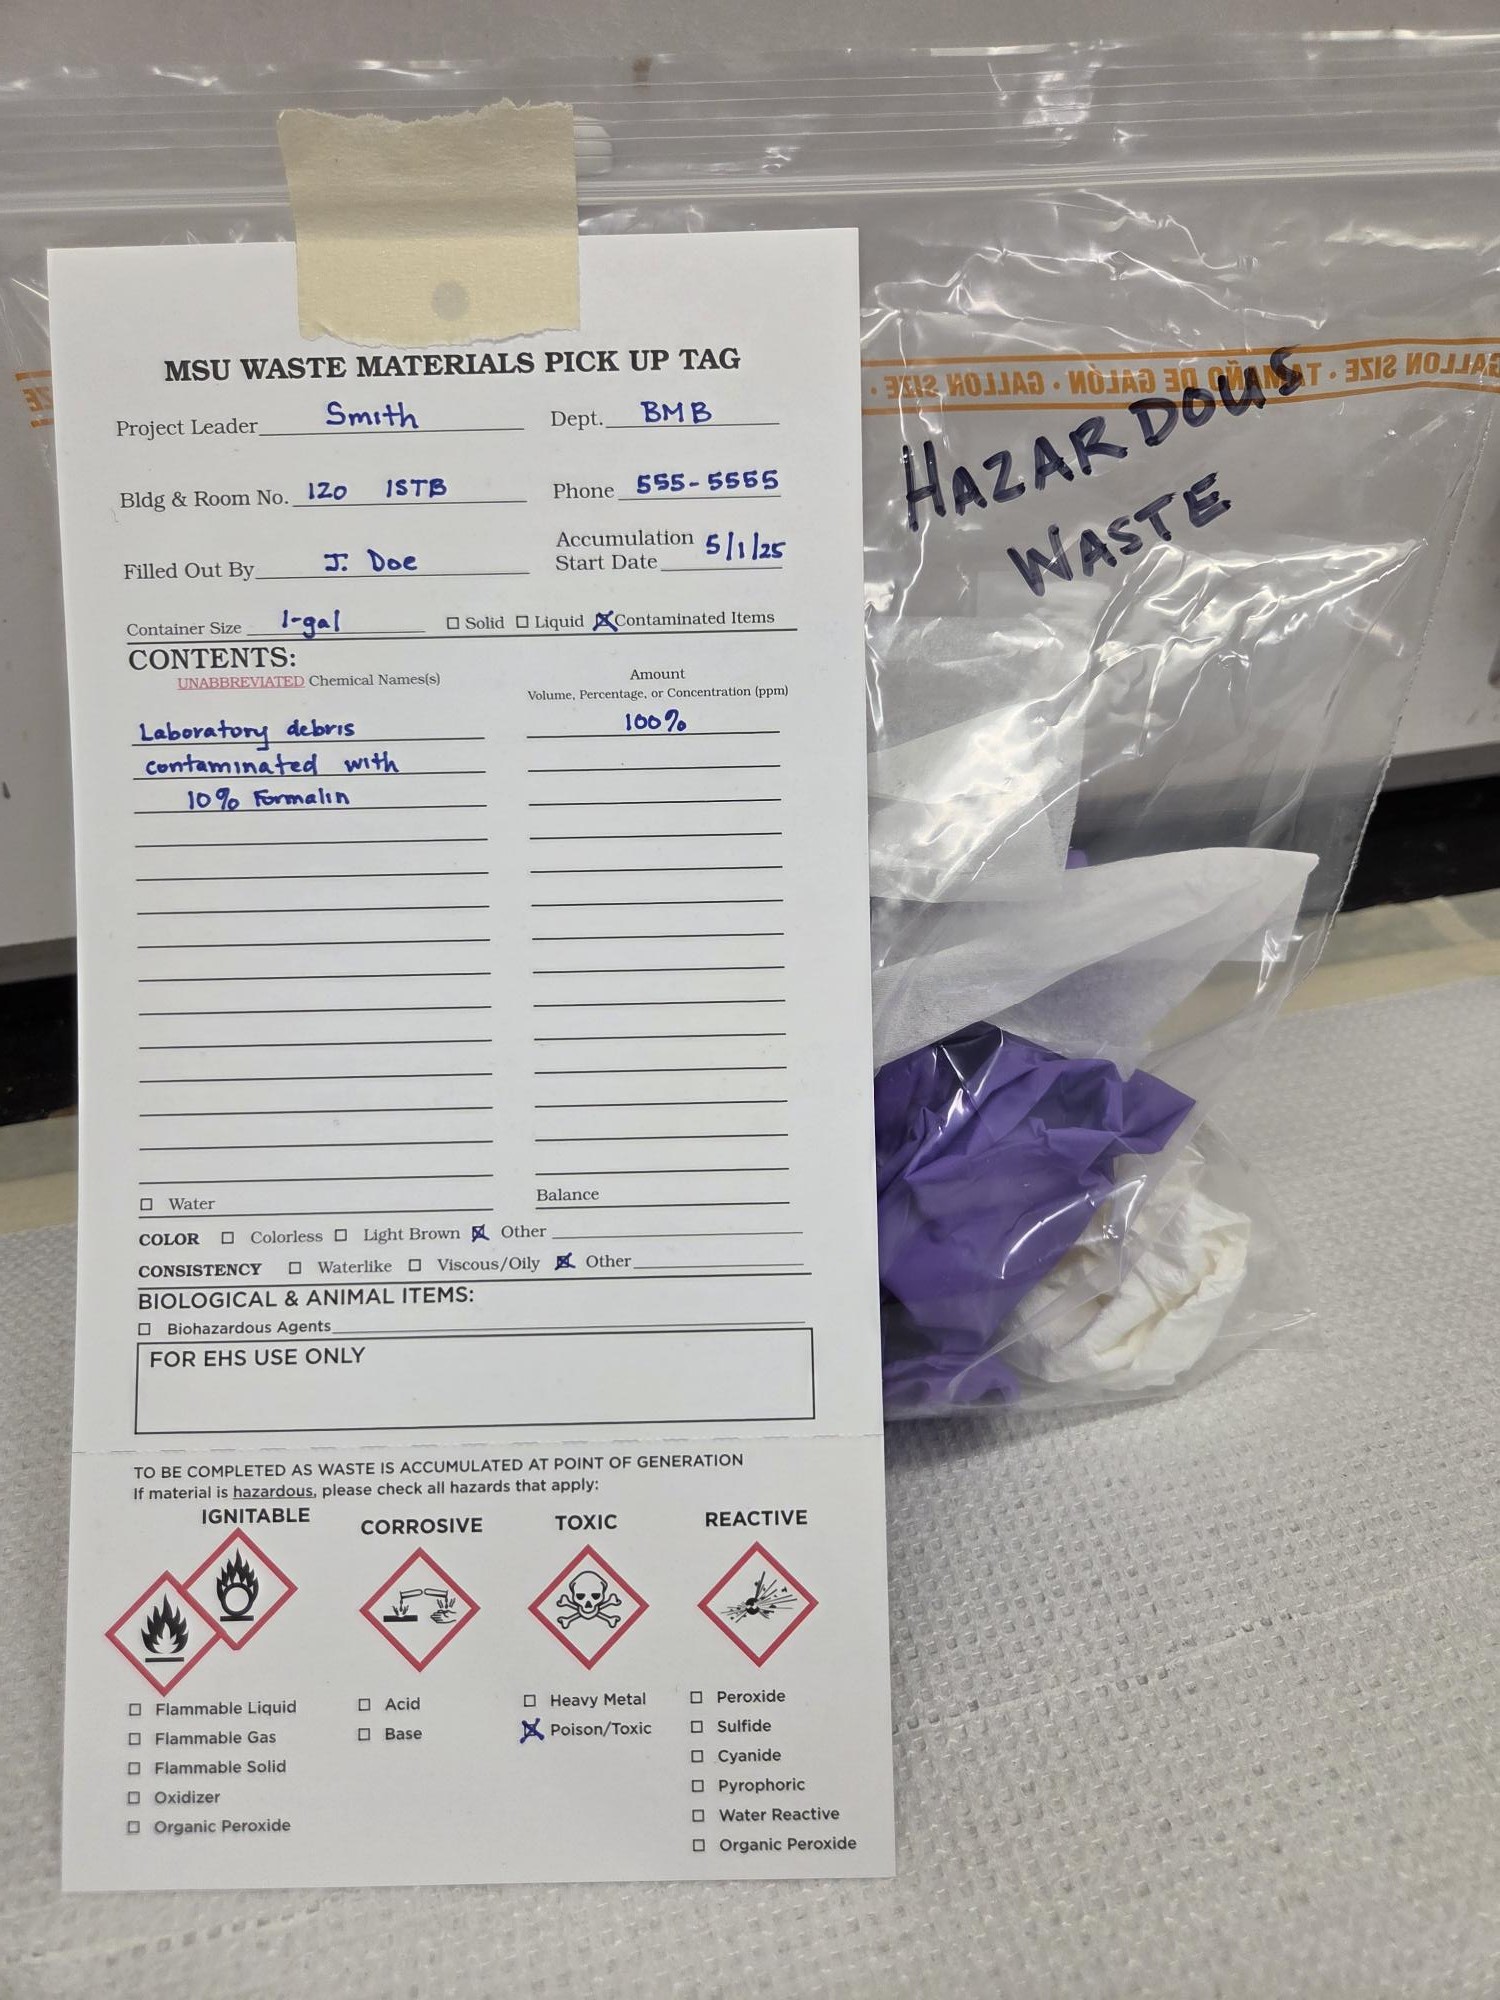 MSU WASTE MATERIALS PICK UP TAG
Project Leader Smith Dept. BMB
Bldg & Room No. 120 ISTB Phone 555-5555
Filled Out By J. Doe Accumulation Start Date 5/1/25
Container Size 1-gal ☐ Solid ☐ Liquid ☒ Contaminated Items
CONTENTS:
UNABBREVIATED Chemical Names(s) Amount
Volume, Percentage, or Concentration (ppm)
Laboratory debris 100%
contaminated with
10% Formalin
☐ Water Balance
COLOR ☐ Colorless ☐ Light Brown ☒ Other
CONSISTENCY ☐ Waterlike ☐ Viscous/Oily ☒ Other
BIOLOGICAL & ANIMAL ITEMS:
☐ Biohazardous Agents
FOR EHS USE ONLY
TO BE COMPLETED AS WASTE IS ACCUMULATED AT POINT OF GENERATION
If material is hazardous, please check all hazards that apply:
IGNITABLE CORROSIVE TOXIC REACTIVE
☐ Flammable Liquid ☐ Acid ☐ Heavy Metal ☐ Peroxide
☐ Flammable Gas ☐ Base ☒ Poison/Toxic ☐ Sulfide
☐ Flammable Solid ☐ Cyanide
☐ Oxidizer ☐ Pyrophoric
☐ Organic Peroxide ☐ Water Reactive
☐ Organic Peroxide
GALLON SIZE · TAMAÑO DE GALÓN · GALLON SIZE ·
HAZARDOUS
WASTE